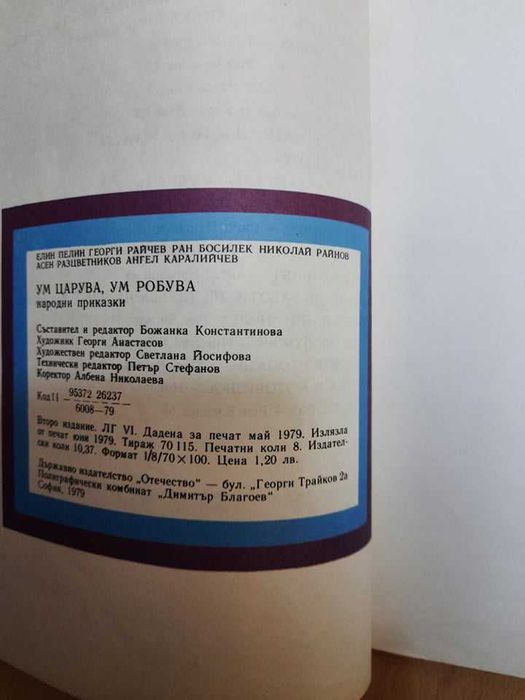 ЕЛИН ПЕЛИН ГЕОРГИ РАЙЧЕВ РАН БОСИЛЕК НИКОЛАЙ РАЙНОВ
АСЕН РАЗЦВЕТНИКОВ АНГЕЛ КАРАЛИЙЧЕВ
УМ ЦАРУВА, УМ РОБУВА
народни приказки
Съставител и редактор Божанка Константинова
Художник Георги Анастасов
Художествен редактор Светлана Йосифова
Технически редактор Петър Стефанов
Коректор Албена Николаева
95372 26237
Код 11 —
6008—79
Второ издание. ЛГ VI. Дадена за печат май 1979. Излязла
от печат юни 1979. Тираж 70 115. Печатни коли 8. Издател-
ски коли 10,37. Формат 1/8/70×100. Цена 1,20 лв.
Държавно издателство „Отечество“ — бул. „Георги Трайков 2а
Полиграфически комбинат „Димитър Благоев“
София, 1979